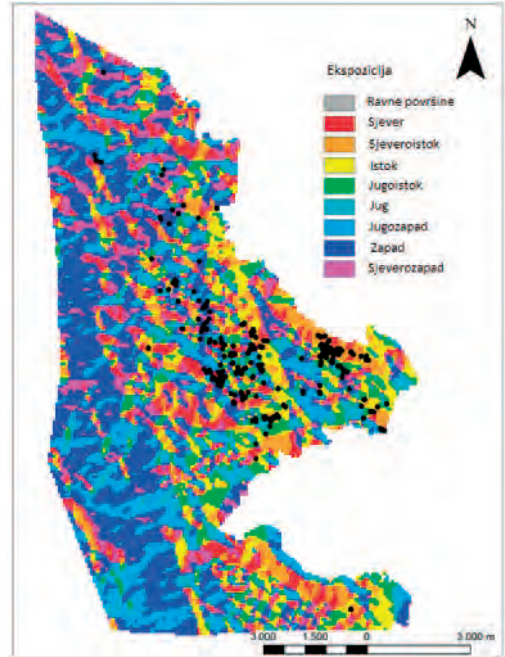 N
Ekspozicija
Ravne površine
Sjever
Sjeveroistok
Istok
Jugoistok
Jug
Jugozapad
Zapad
Sjeverozapad
3.000 1.500 0 3.000 m